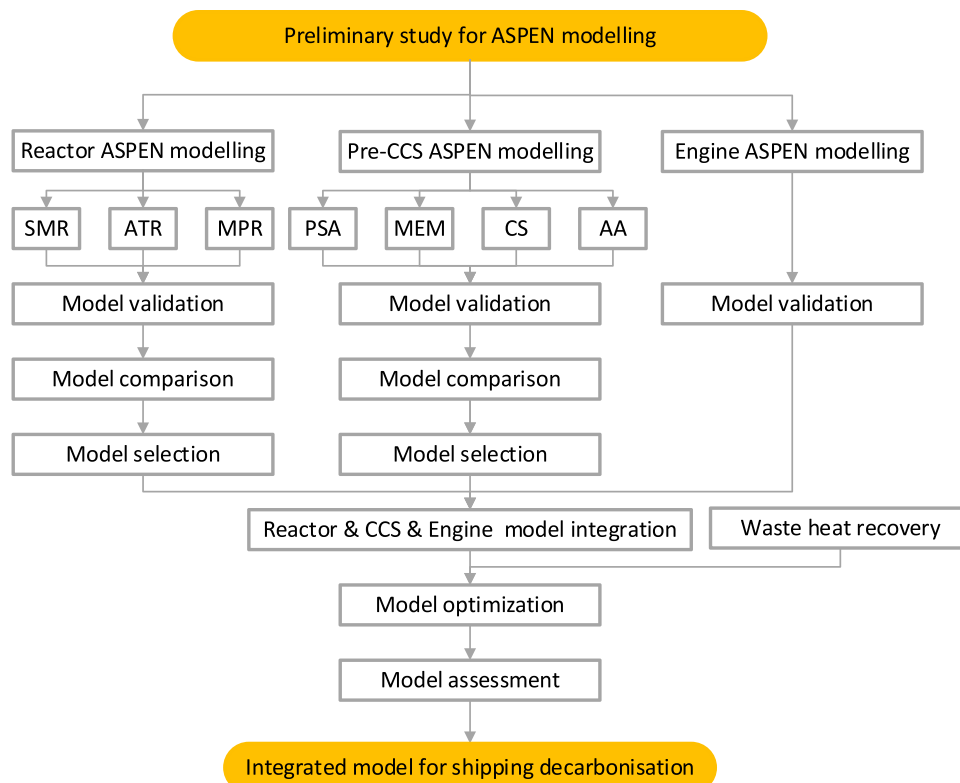 Preliminary study for ASPEN modelling
Reactor ASPEN modelling
Pre-CCS ASPEN modelling
Engine ASPEN modelling
SMR
ATR
MPR
PSA
MEM
CS
AA
Model validation
Model validation
Model validation
Model comparison
Model comparison
Model selection
Model selection
Reactor & CCS & Engine model integration
Waste heat recovery
Model optimization
Model assessment
Integrated model for shipping decarbonisation